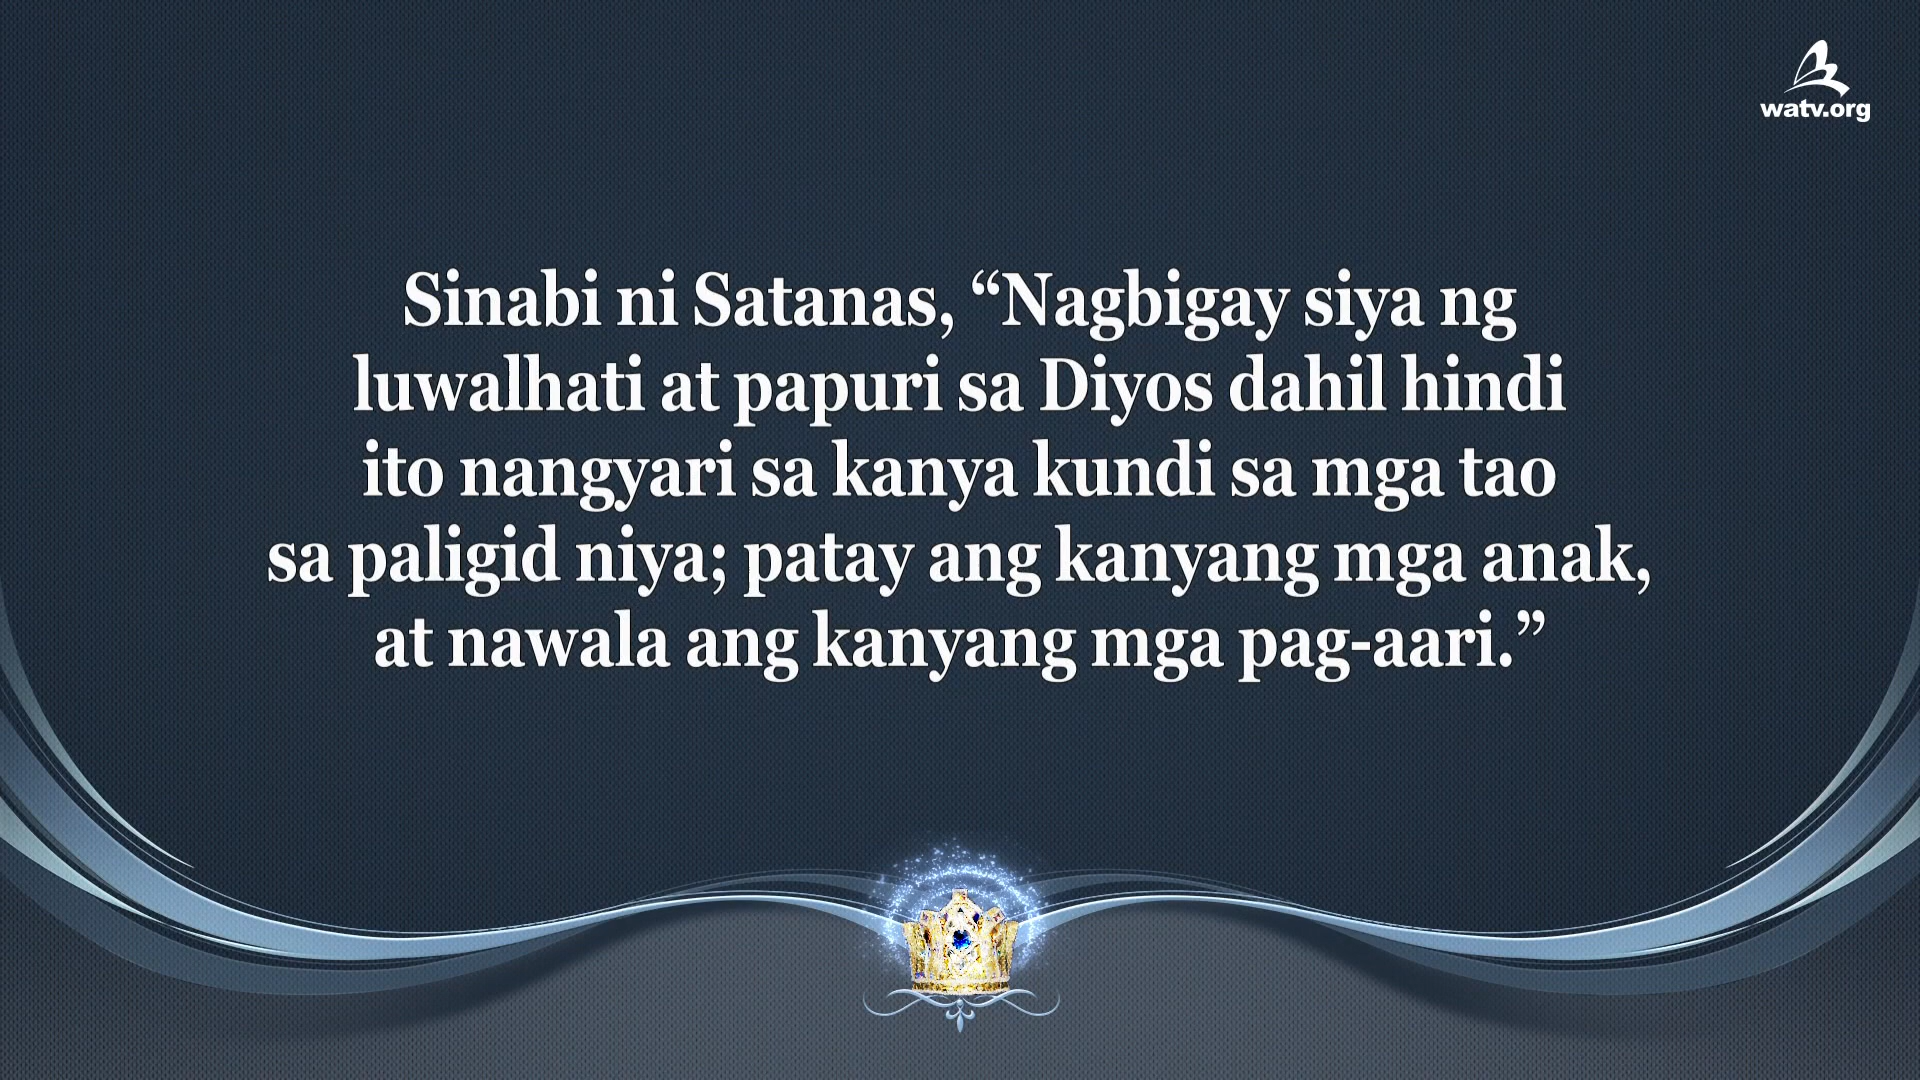 watv.org
Sinabi ni Satanas, “Nagbigay siya ng
luwalhati at papuri sa Diyos dahil hindi
ito nangyari sa kanya kundi sa mga tao
sa paligid niya; patay ang kanyang mga anak,
at nawala ang kanyang mga pag-aari.”